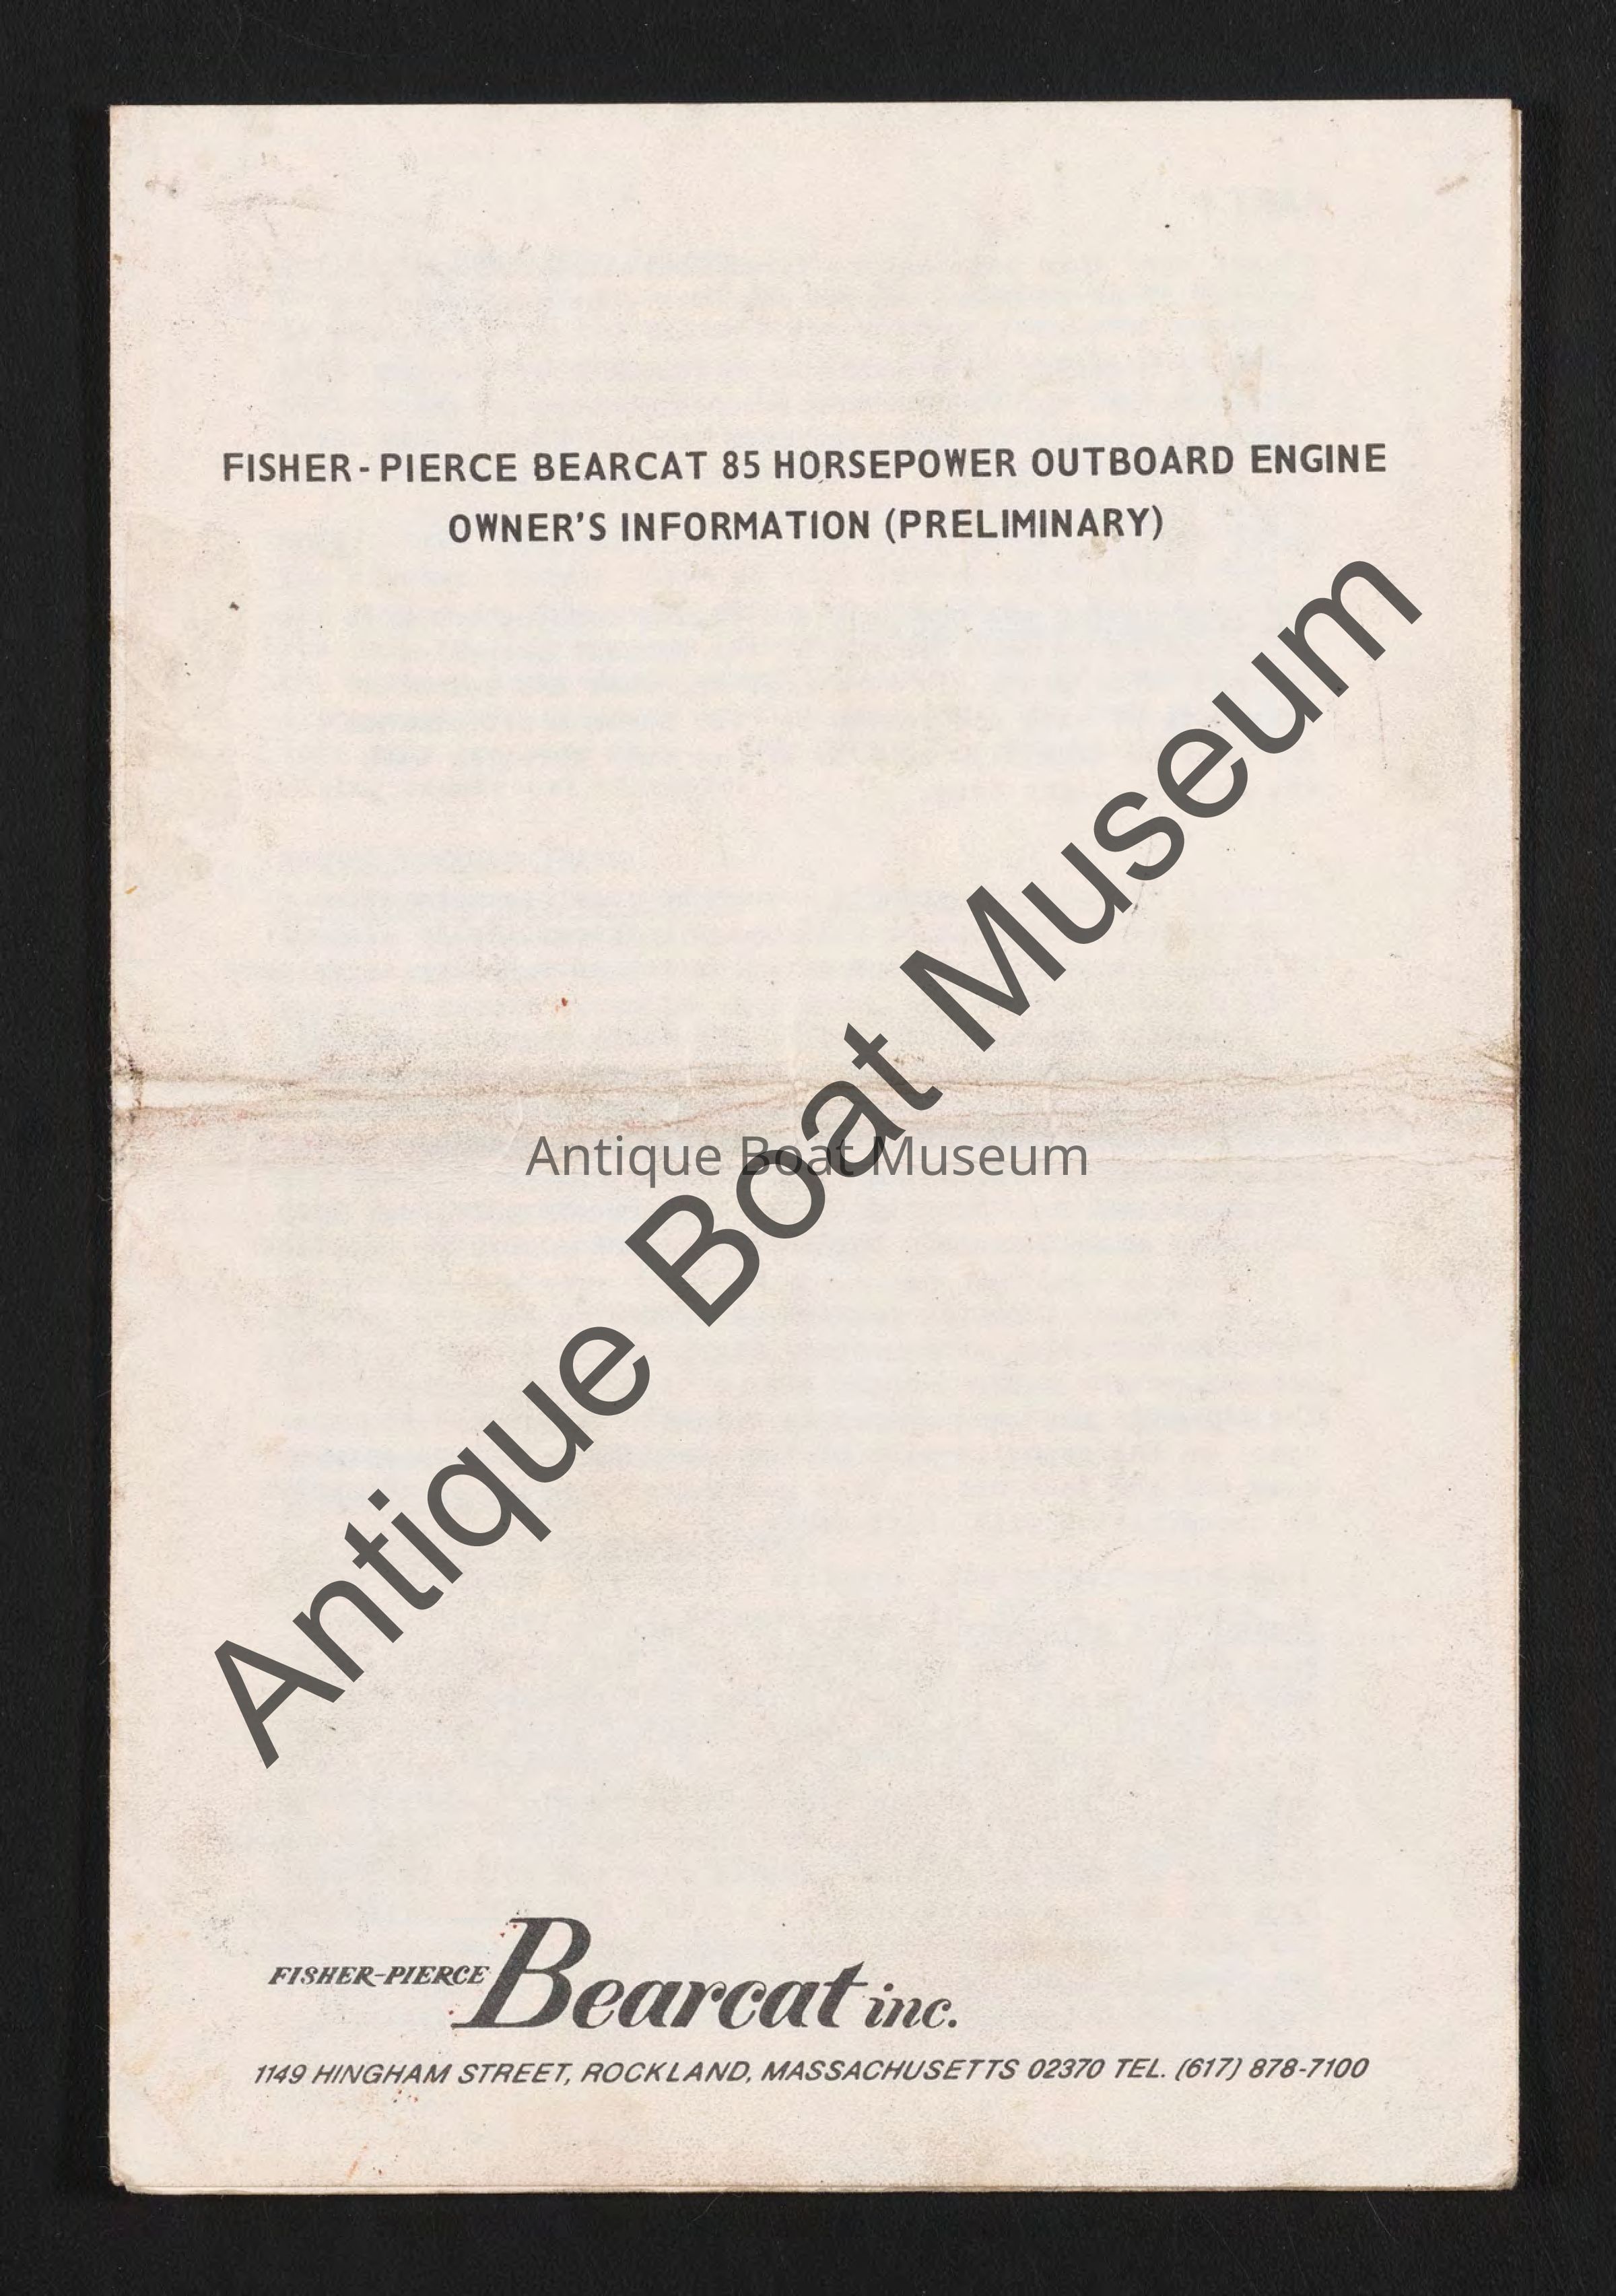 FISHER-PIERCE BEARCAT 85 HORSEPOWER OUTBOARD ENGINE
OWNER'S INFORMATION (PRELIMINARY)
Antique Boat Museum
Antique Boat Museum
FISHER-PIERCE Bearcat inc.
1149 HINGHAM STREET, ROCKLAND, MASSACHUSETTS 02370 TEL. (617) 878-7100